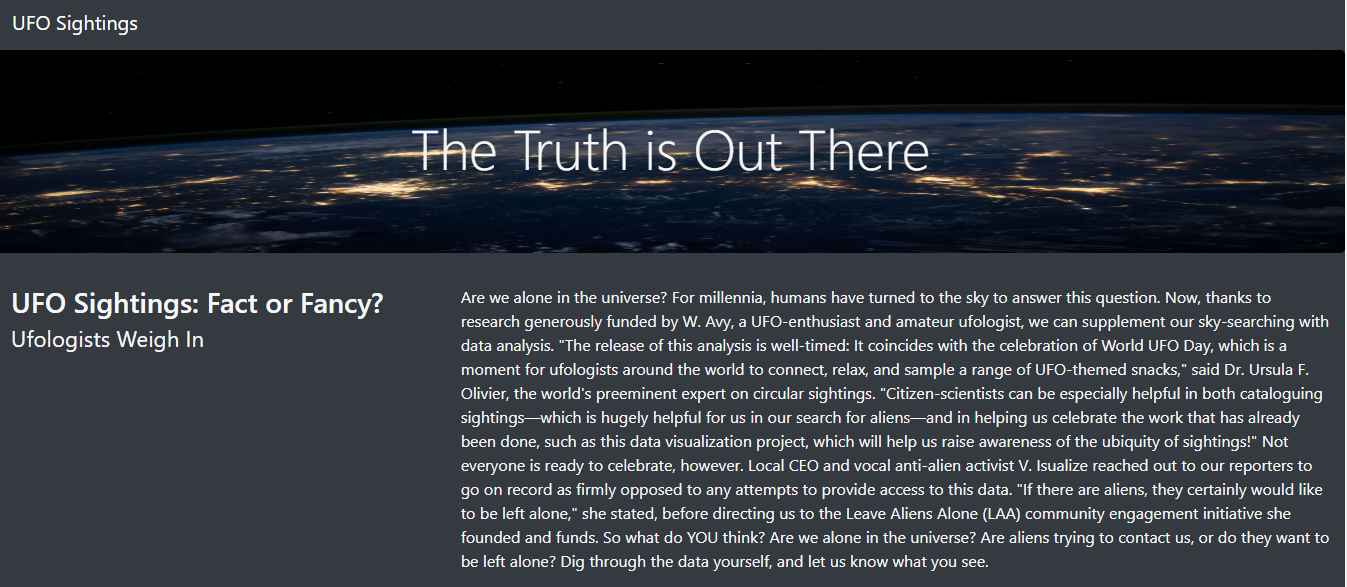 UFO Sightings
The Truth is Out There
UFO Sightings: Fact or Fancy?
Ufologists Weigh In
Are we alone in the universe? For millennia, humans have turned to the sky to answer this question. Now, thanks to
research generously funded by W. Avy, a UFO-enthusiast and amateur ufologist, we can supplement our sky-searching with
data analysis. "The release of this analysis is well-timed: It coincides with the celebration of World UFO Day, which is a
moment for ufologists around the world to connect, relax, and sample a range of UFO-themed snacks," said Dr. Ursula F.
Olivier, the world's preeminent expert on circular sightings. "Citizen-scientists can be especially helpful in both cataloguing
sightings—which is hugely helpful for us in our search for aliens—and in helping us celebrate the work that has already
been done, such as this data visualization project, which will help us raise awareness of the ubiquity of sightings!" Not
everyone is ready to celebrate, however. Local CEO and vocal anti-alien activist V. Isualize reached out to our reporters to
go on record as firmly opposed to any attempts to provide access to this data. "If there are aliens, they certainly would like
to be left alone," she stated, before directing us to the Leave Aliens Alone (LAA) community engagement initiative she
founded and funds. So what do YOU think? Are we alone in the universe? Are aliens trying to contact us, or do they want to
be left alone? Dig through the data yourself, and let us know what you see.